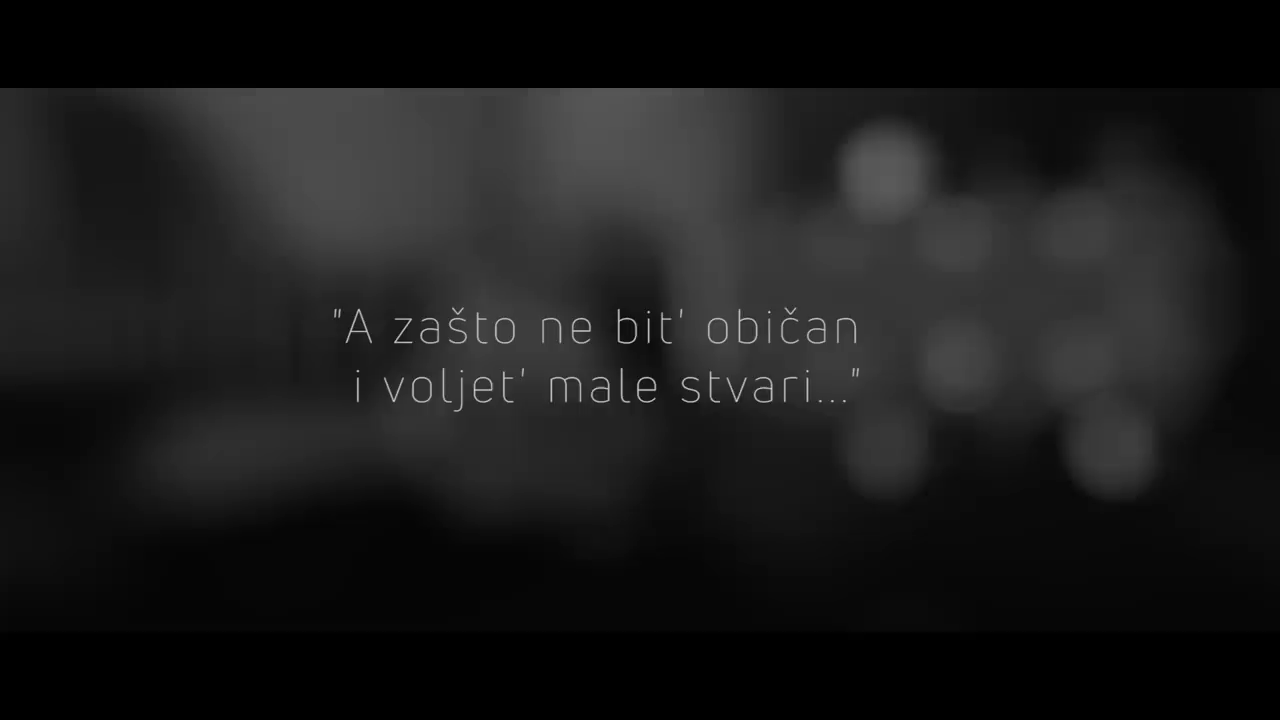 "A zašto ne bit' običan
i voljet' male stvari..."